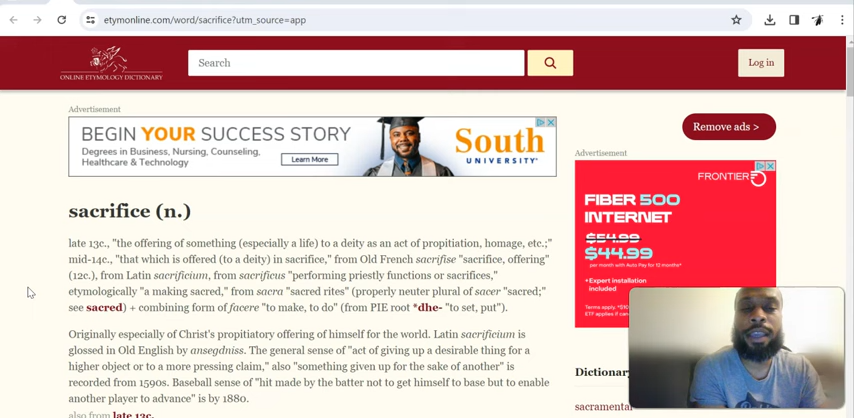 etymonline.com/word/sacrifice?utm_source=app
ONLINE ETYMOLOGY DICTIONARY
Search
Log in
Advertisement
BEGIN YOUR SUCCESS STORY
Degrees in Business, Nursing, Counseling,
Healthcare & Technology
Learn More
South
UNIVERSITY
Remove ads >
Advertisement
FRONTIER
FIBER 500
INTERNET
$54.99
$44.99
per month with Auto Pay for 12 months*
• Expert installation
included
sacrifice (n.)
late 13c., "the offering of something (especially a life) to a deity as an act of propitiation, homage, etc.;"
mid-14c., "that which is offered (to a deity) in sacrifice," from Old French sacrifise "sacrifice, offering"
(12c.), from Latin sacrificium, from sacrificus "performing priestly functions or sacrifices,"
etymologically "a making sacred," from sacra "sacred rites" (properly neuter plural of sacer "sacred;"
see sacred) + combining form of facere "to make, to do" (from PIE root *dhe- "to set, put").
Originally especially of Christ's propitiatory offering of himself for the world. Latin sacrificium is
glossed in Old English by ansegdniss. The general sense of "act of giving up a desirable thing for a
higher object or to a more pressing claim," also "something given up for the sake of another" is
recorded from 1590s. Baseball sense of "hit made by the batter not to get himself to base but to enable
another player to advance" is by 1880.
also from late 13c.
Dictionary
sacramental